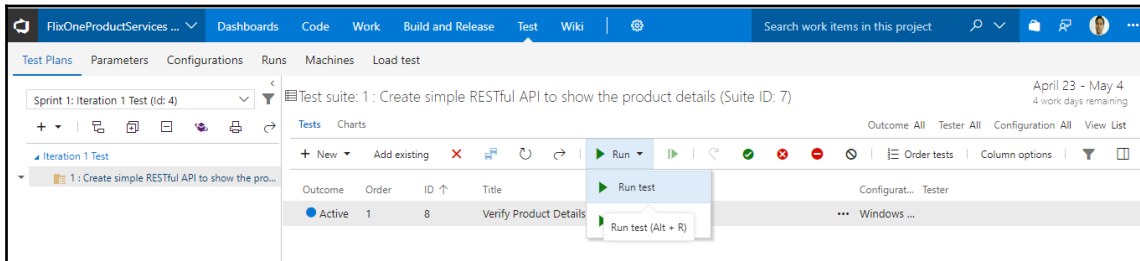 FlixOneProductServices ... Dashboards Code Work Build and Release Test Wiki Search work items in this project
Test Plans Parameters Configurations Runs Machines Load test
Sprint 1: Iteration 1 Test (Id: 4)
Test suite: 1 : Create simple RESTful API to show the product details (Suite ID: 7)
April 23 - May 4
4 work days remaining
Tests Charts
Outcome All Tester All Configuration All View List
Iteration 1 Test
1 : Create simple RESTful API to show the pro...
+ New Add existing Run Order tests Column options
Run test
Run test (Alt + R)
Outcome Order ID ↑ Title Configurat... Tester
Active 1 8 Verify Product Details ... Windows ...